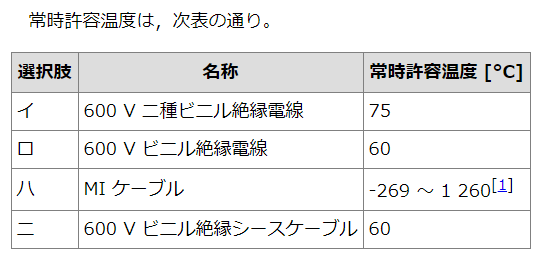 常時許容温度は，次表の通り。
選択肢 名称 常時許容温度 [°C]
イ 600 V 二種ビニル絶縁電線 75
ロ 600 V ビニル絶縁電線 60
ハ MI ケーブル -269 ～ 1 260[1]
ニ 600 V ビニル絶縁シースケーブル 60